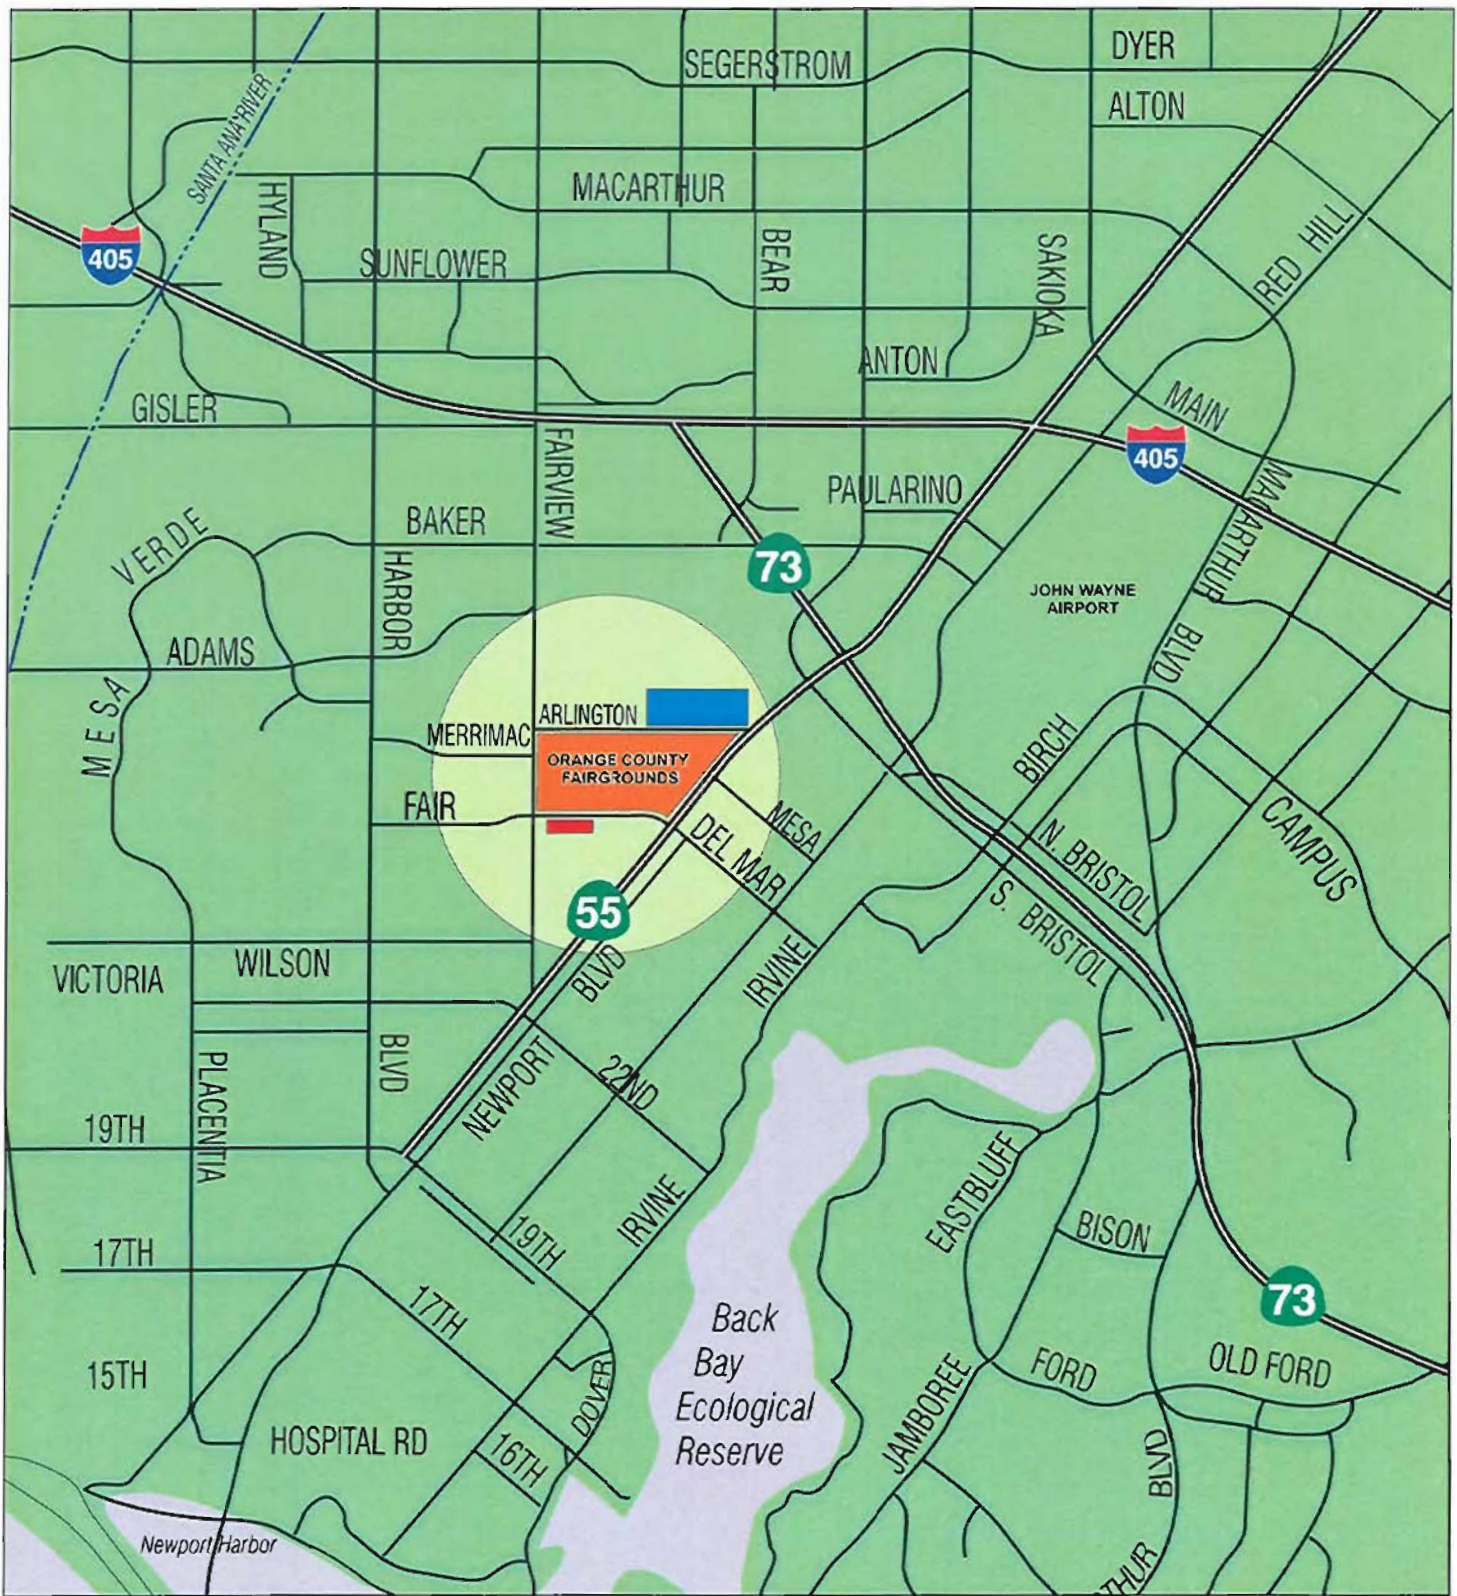 SEGERSTROM
DYER
ALTON
SANTA ANA RIVER
MACARTHUR
HYLAND
SUNFLOWER
BEAR
SAKIOKA
RED HILL
405
ANTON
GISLER
MAIN
405
FAIRVIEW
PAULARINO
MACARTHUR
BLVD
BAKER
VERDE
HARBOR
73
JOHN WAYNE
AIRPORT
ADAMS
MESA
ARLINGTON
MERRIMAC
ORANGE COUNTY
FAIRGROUNDS
BIRCH
FAIR
MESA
DEL MAR
CAMPUS
N. BRISTOL
S. BRISTOL
55
BLVD
IRVINE
WILSON
VICTORIA
PLACENTIA
BLVD
NEWPORT
22ND
19TH
EASTBLUFF
IRVINE
19TH
BISON
17TH
17TH
73
Back
Bay
Ecological
Reserve
15TH
DOVER
JAMBOREE
FORD
OLD FORD
HOSPITAL RD
16TH
BLVD
Newport Harbor
THUR